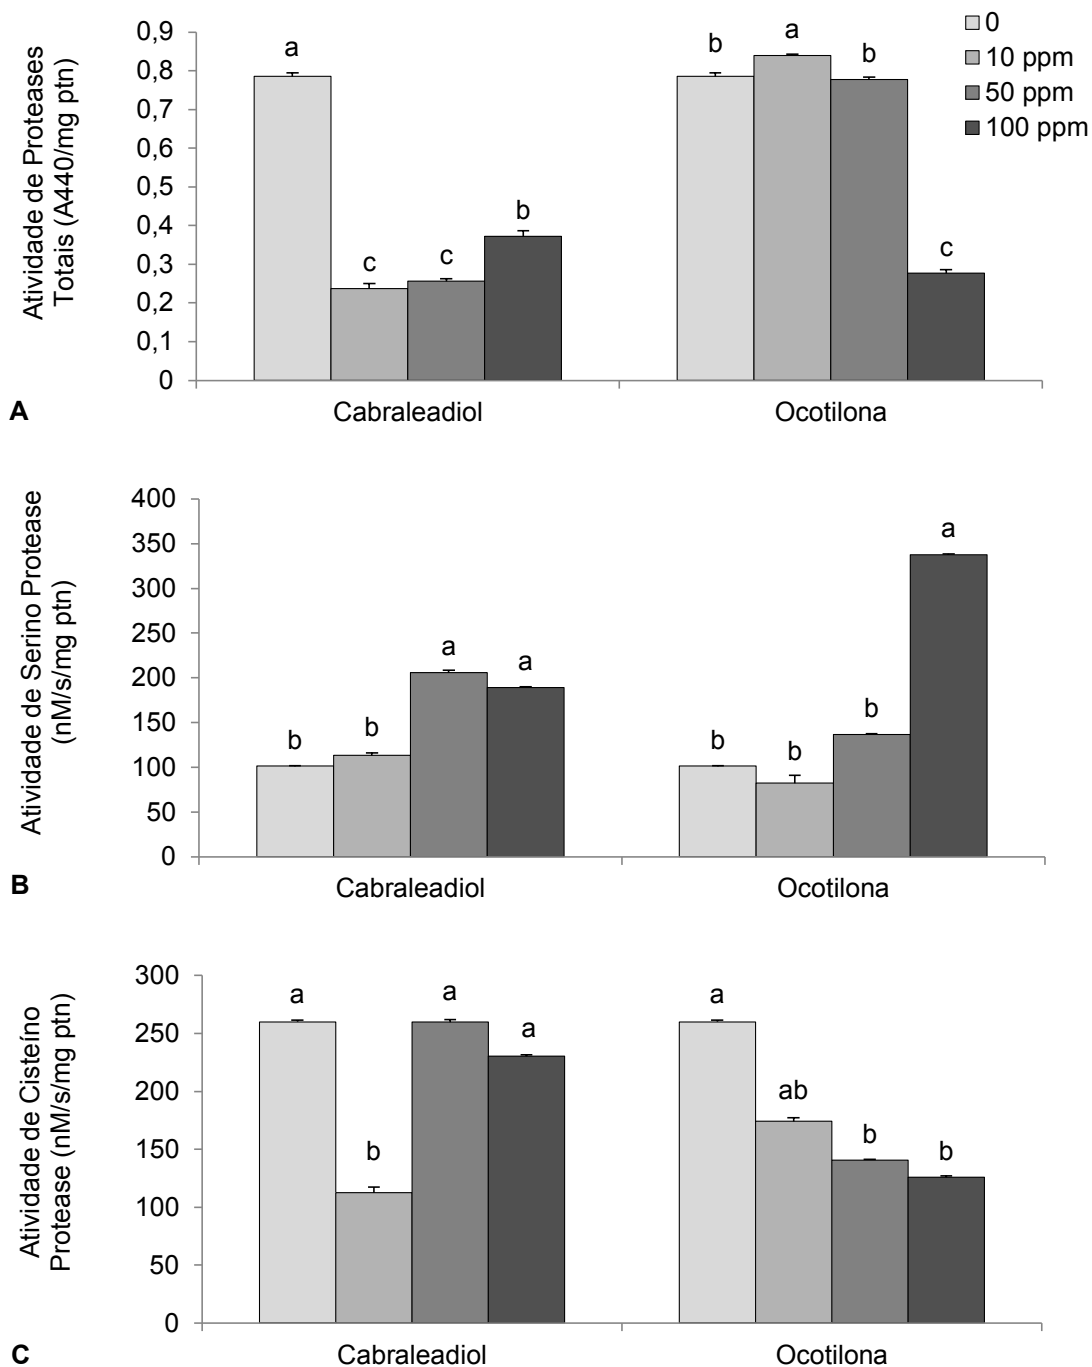 Atividade de Proteases
Totais (A440/mg ptn)
0,9
0,8
0,7
0,6
0,5
0,4
0,3
0,2
0,1
0
a
c
c
b
b
a
b
c
0
10 ppm
50 ppm
100 ppm
Cabraleadiol
Ocotilona
A
Atividade de Serino Protease
(nM/s/mg ptn)
400
350
300
250
200
150
100
50
0
b
b
a
a
b
b
b
a
Cabraleadiol
Ocotilona
B
Atividade de Cisteíno
Protease (nM/s/mg ptn)
300
250
200
150
100
50
0
a
b
a
a
a
ab
b
b
Cabraleadiol
Ocotilona
C